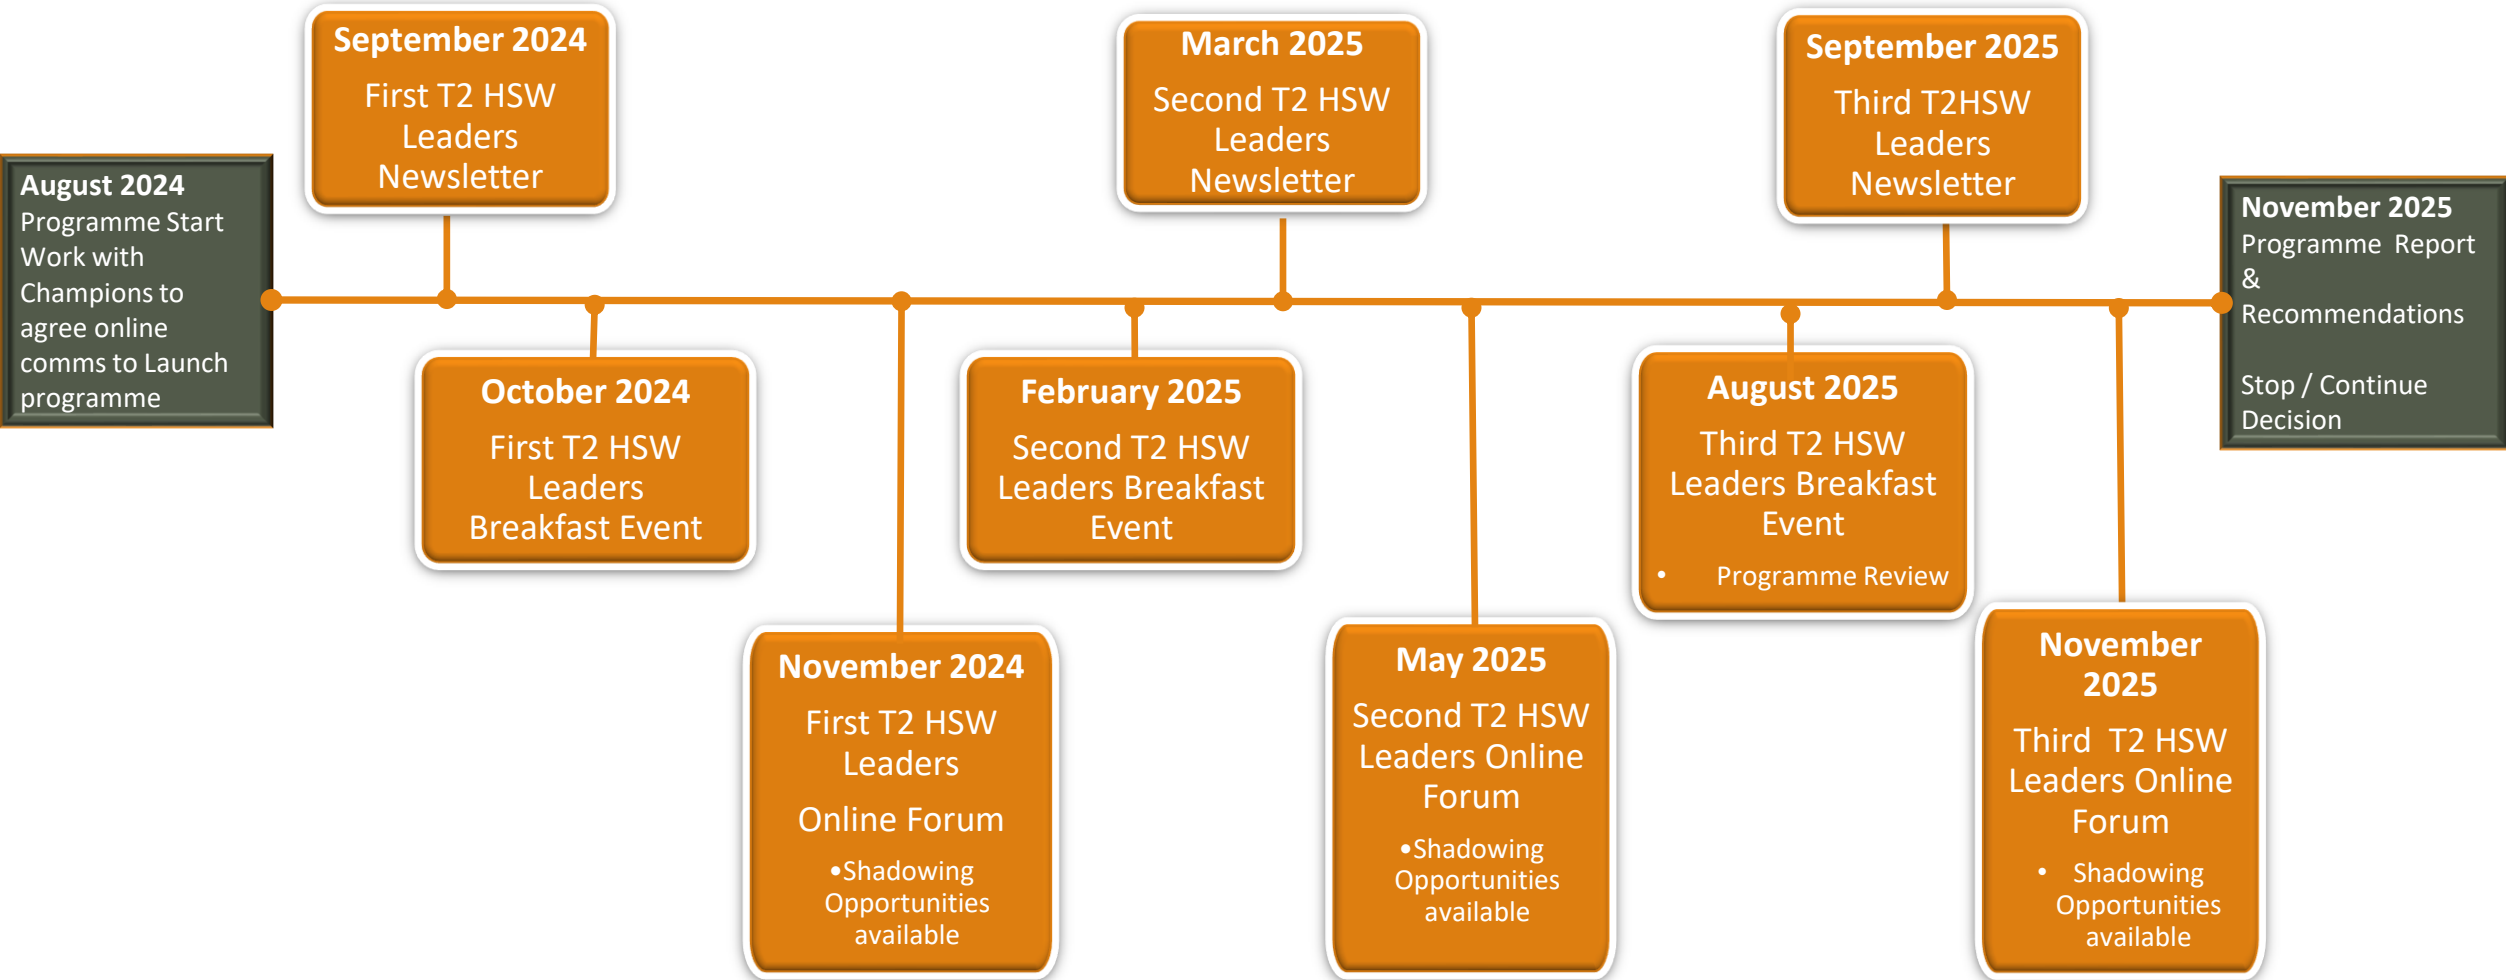 August 2024
Programme Start
Work with
Champions to
agree online
comms to Launch
programme
September 2024
First T2 HSW
Leaders
Newsletter
October 2024
First T2 HSW
Leaders
Breakfast Event
November 2024
First T2 HSW
Leaders
Online Forum
•Shadowing
Opportunities
available
February 2025
Second T2 HSW
Leaders Breakfast
Event
March 2025
Second T2 HSW
Leaders
Newsletter
May 2025
Second T2 HSW
Leaders Online
Forum
•Shadowing
Opportunities
available
August 2025
Third T2 HSW
Leaders Breakfast
Event
• Programme Review
September 2025
Third T2HSW
Leaders
Newsletter
November
2025
Third T2 HSW
Leaders Online
Forum
• Shadowing
Opportunities
available
November 2025
Programme Report
&
Recommendations
Stop / Continue
Decision